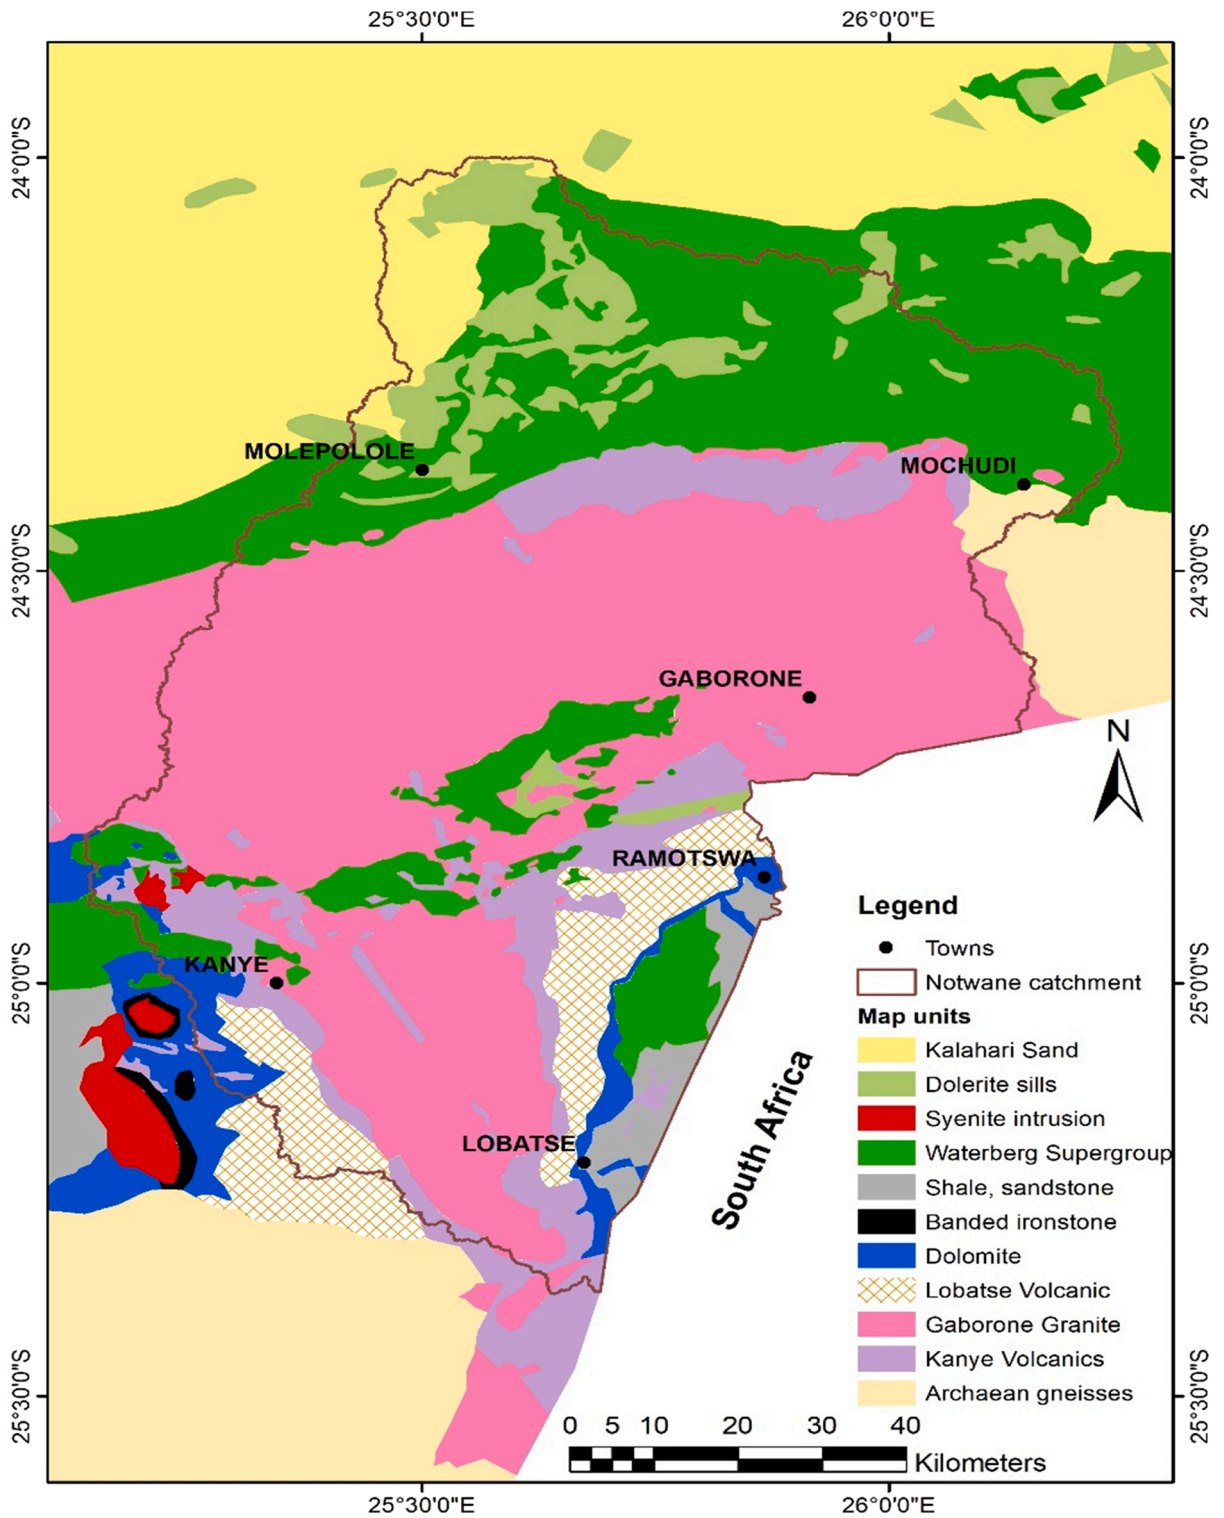 25°30'0"E
26°0'0"E
24°0'0"S
24°0'0"S
MOLEPOLOLE
MOCHUDI
24°30'0"S
24°30'0"S
GABORONE
N
RAMOTSWA
KANYE
25°0'0"S
25°0'0"S
LOBATSE
South Africa
Legend
Towns
Notwane catchment
Map units
Kalahari Sand
Dolerite sills
Syenite intrusion
Waterberg Supergroup
Shale, sandstone
Banded ironstone
Dolomite
Lobatse Volcanic
Gaborone Granite
Kanye Volcanics
Archaean gneisses
25°30'0"S
25°30'0"S
0 5 10 20 30 40
Kilometers
25°30'0"E
26°0'0"E